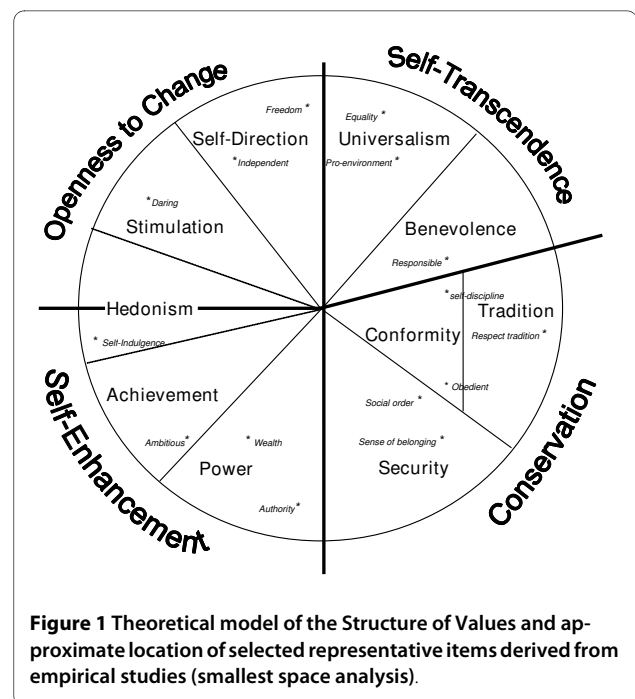 Openness to Change
Self-Transcendence
Freedom *
Self-Direction
* Independent
Equality *
Universalism
Pro-environment *
* Daring
Stimulation
Benevolence
Responsible *
Hedonism
* Self-Indulgence
* self-discipline
Tradition
Conformity
Respect tradition *
Achievement
* Obedient
Social order *
Ambitious *
* Wealth
Power
Sense of belonging *
Security
Authority *
Self-Enhancement
Conservation
Figure 1 Theoretical model of the Structure of Values and ap-
proximate location of selected representative items derived from
empirical studies (smallest space analysis).